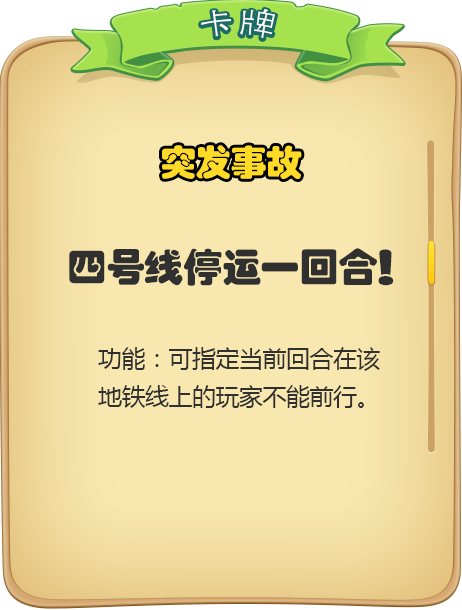 卡牌
突发事故
四号线停运一回合！
功能：可指定当前回合在该
地铁线上的玩家不能前行。